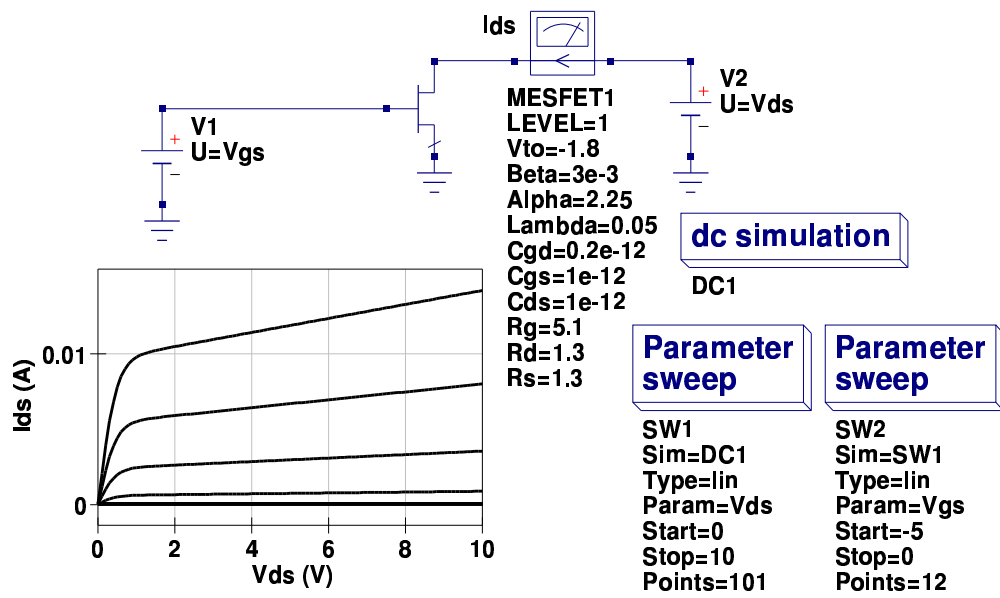 Ids
V1
U=Vgs
V2
U=Vds
MESFET1
LEVEL=1
Vto=-1.8
Beta=3e-3
Alpha=2.25
Lambda=0.05
Cgd=0.2e-12
Cgs=1e-12
Cds=1e-12
Rg=5.1
Rd=1.3
Rs=1.3
dc simulation
DC1
Parameter
sweep
SW1
Sim=DC1
Type=lin
Param=Vds
Start=0
Stop=10
Points=101
Parameter
sweep
SW2
Sim=SW1
Type=lin
Param=Vgs
Start=-5
Stop=0
Points=12
Ids (A)
0.01
0
0 2 4 6 8 10
Vds (V)